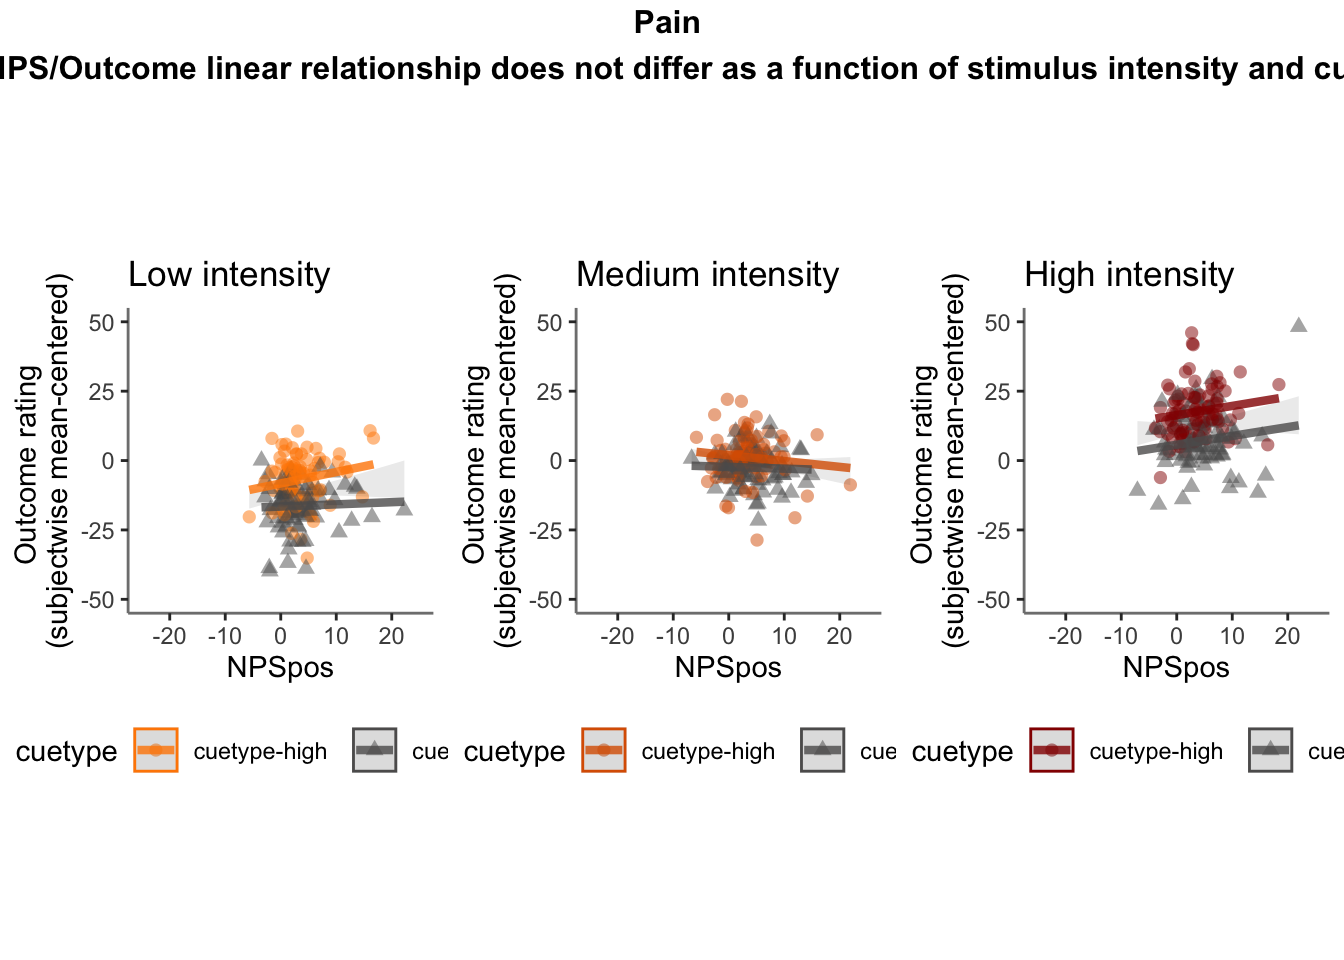 Pain
IPS/Outcome linear relationship does not differ as a function of stimulus intensity and cu
Low intensity
Outcome rating
(subjectwise mean-centered)
50
25
0
-25
-50
-20 -10 0 10 20
NPSpos
cuetype cuetype-high cue
Medium intensity
Outcome rating
(subjectwise mean-centered)
50
25
0
-25
-50
-20 -10 0 10 20
NPSpos
cuetype cuetype-high cue
High intensity
Outcome rating
(subjectwise mean-centered)
50
25
0
-25
-50
-20 -10 0 10 20
NPSpos
cuetype cuetype-high cue